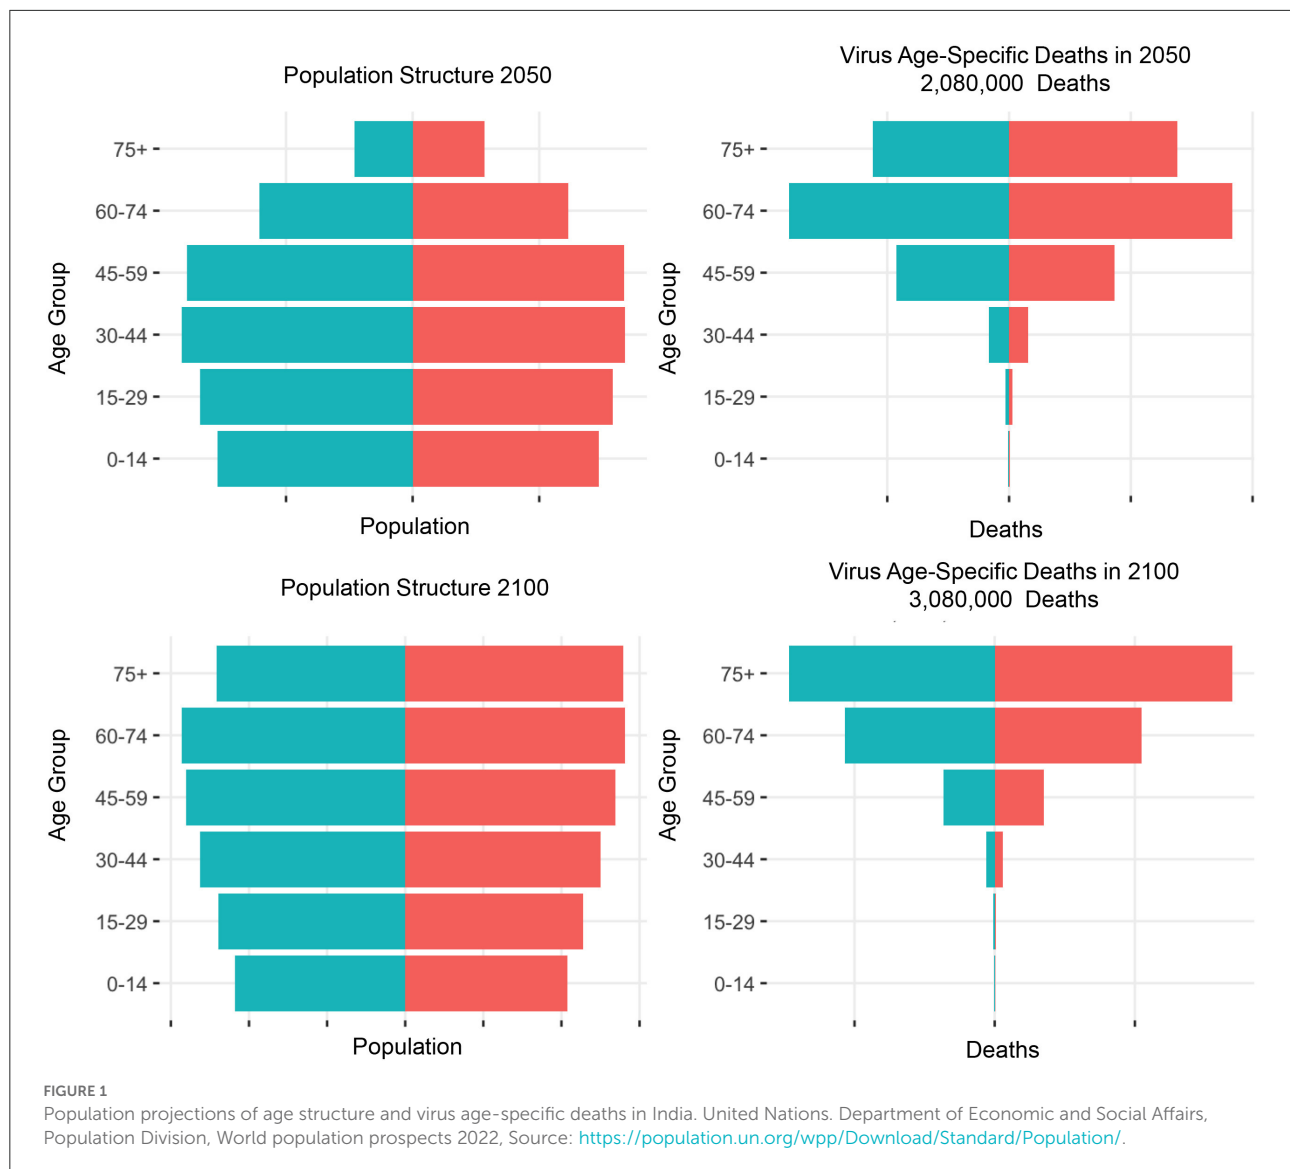 Population Structure 2050
75+
60-74
45-59
30-44
15-29
0-14
Age Group
Population
Virus Age-Specific Deaths in 2050
2,080,000 Deaths
75+
60-74
45-59
30-44
15-29
0-14
Age Group
Deaths
Population Structure 2100
75+
60-74
45-59
30-44
15-29
0-14
Age Group
Population
Virus Age-Specific Deaths in 2100
3,080,000 Deaths
75+
60-74
45-59
30-44
15-29
0-14
Age Group
Deaths
FIGURE 1
Population projections of age structure and virus age-specific deaths in India. United Nations. Department of Economic and Social Affairs,
Population Division, World population prospects 2022, Source: https://population.un.org/wpp/Download/Standard/Population/.